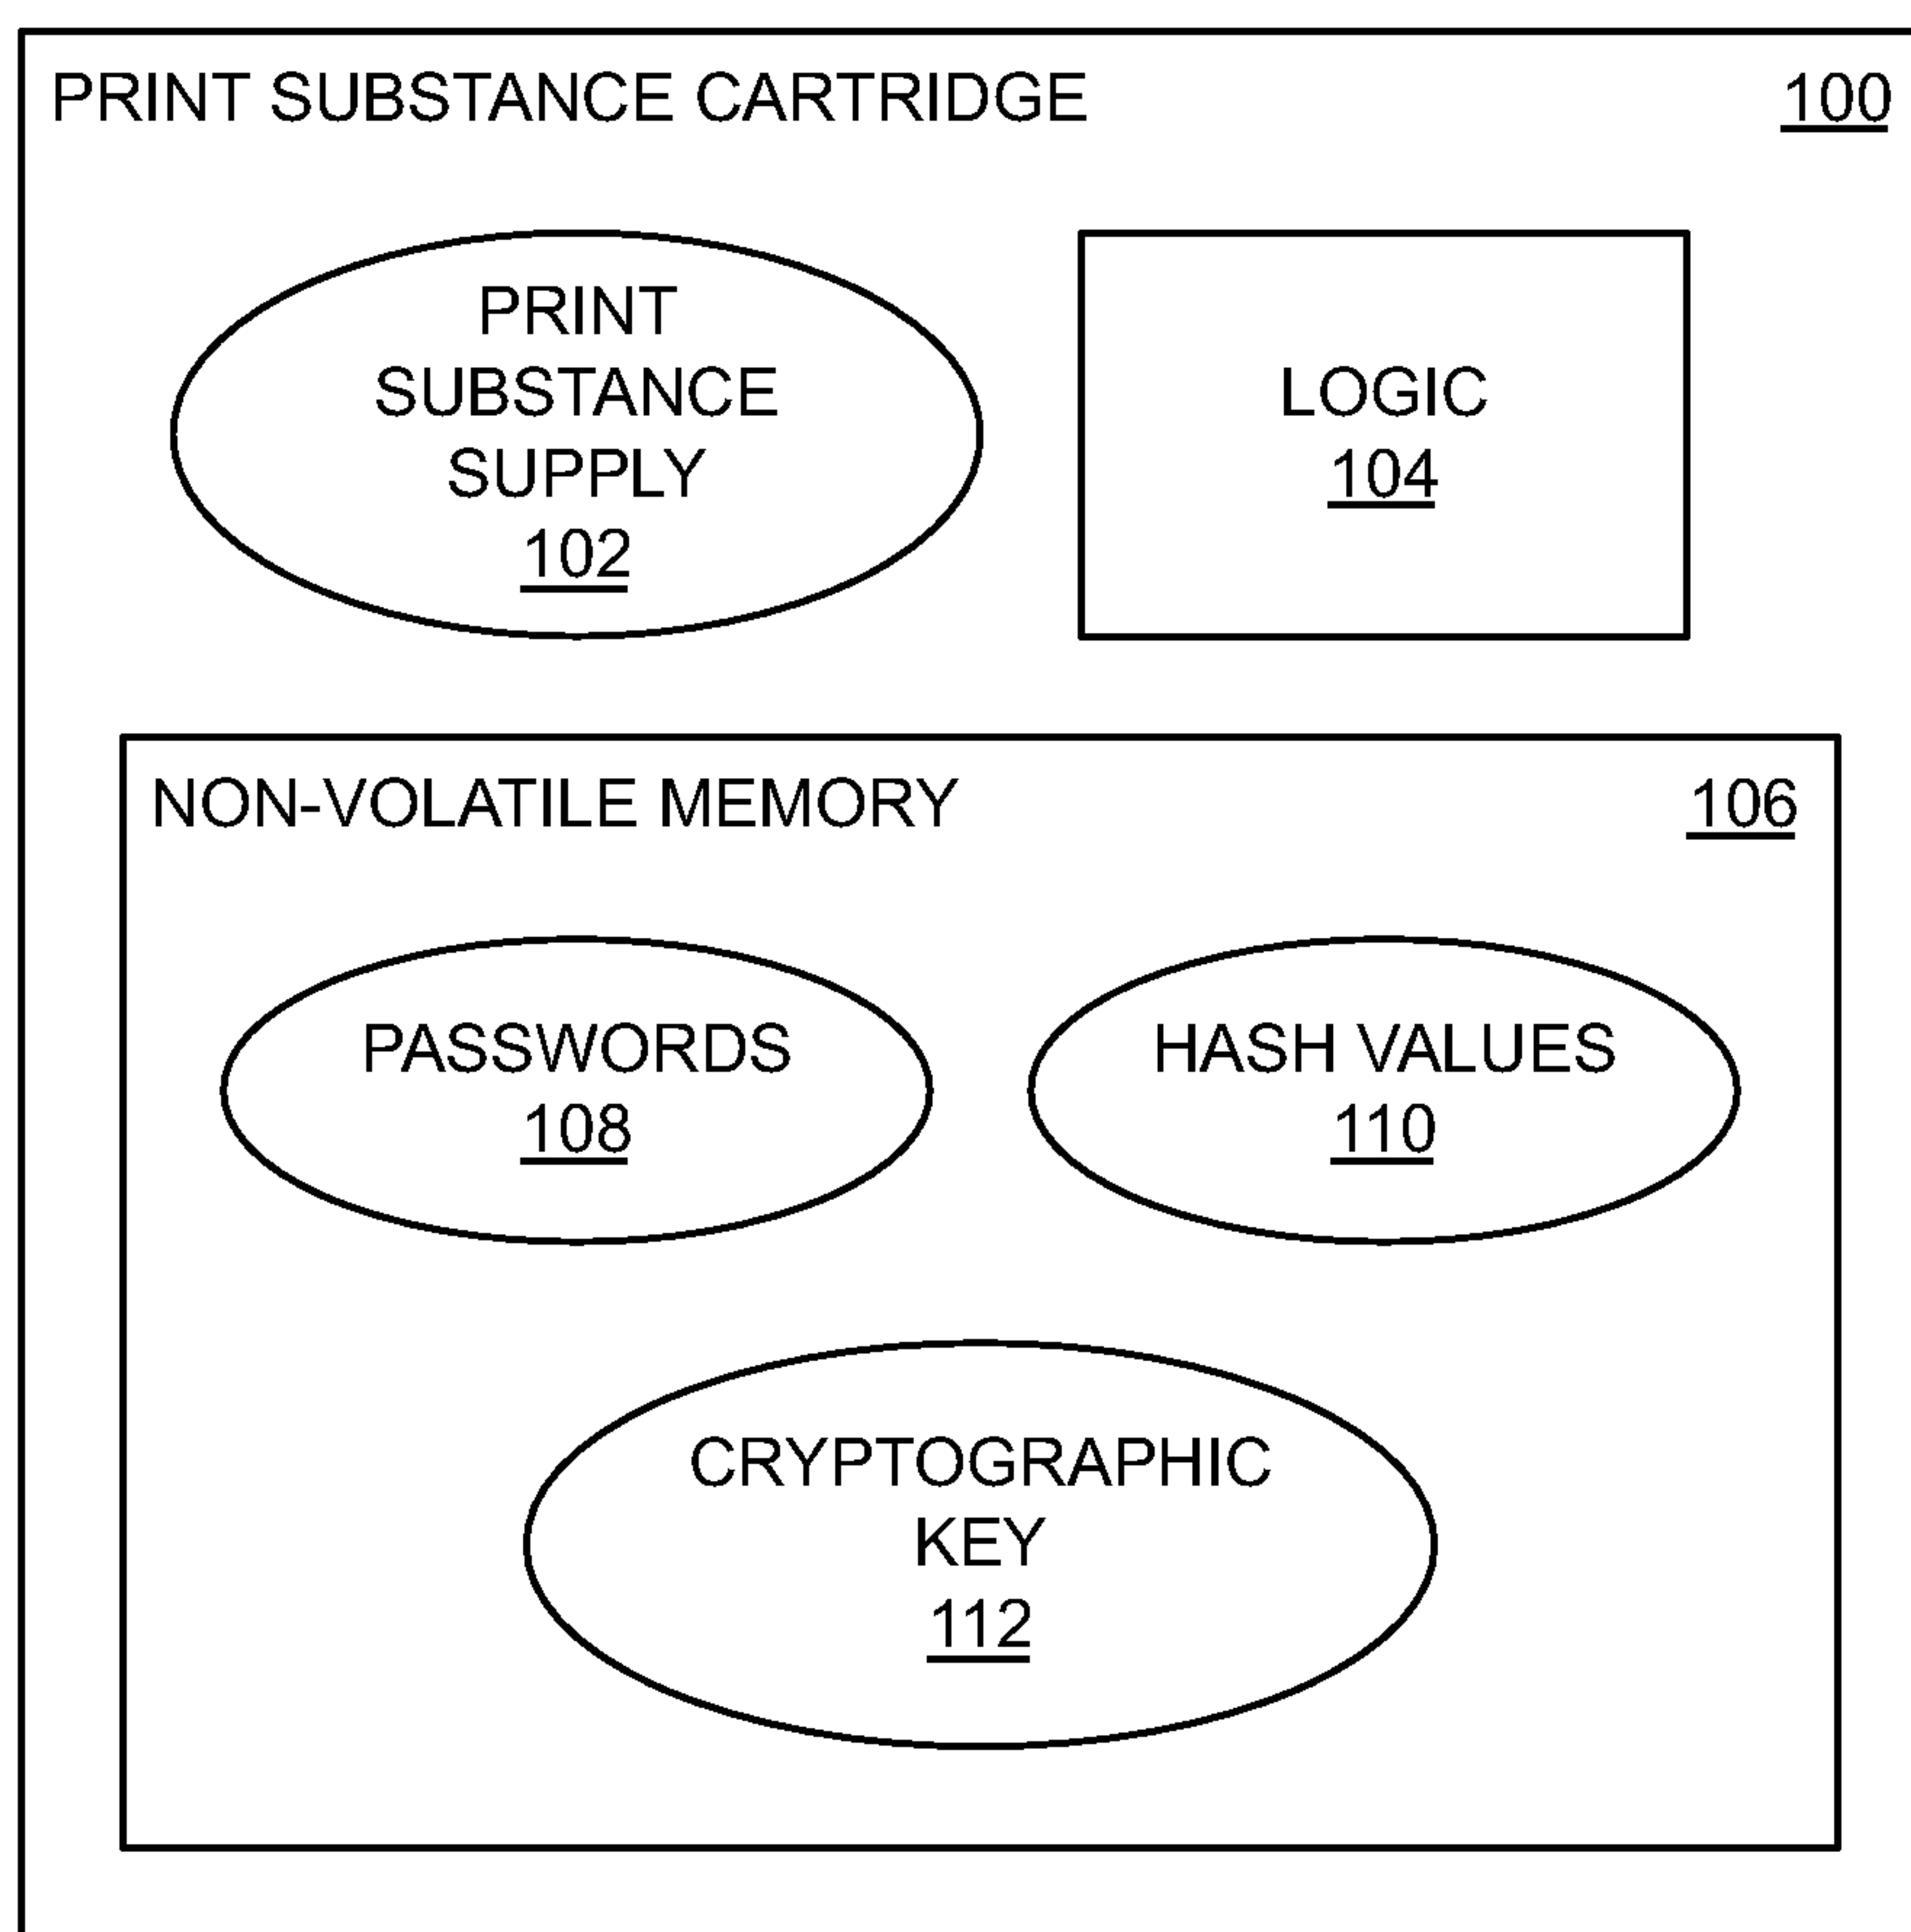 PRINT SUBSTANCE CARTRIDGE 100
PRINT
SUBSTANCE
SUPPLY
102
LOGIC
104
NON-VOLATILE MEMORY 106
PASSWORDS
108
HASH VALUES
110
CRYPTOGRAPHIC
KEY
112